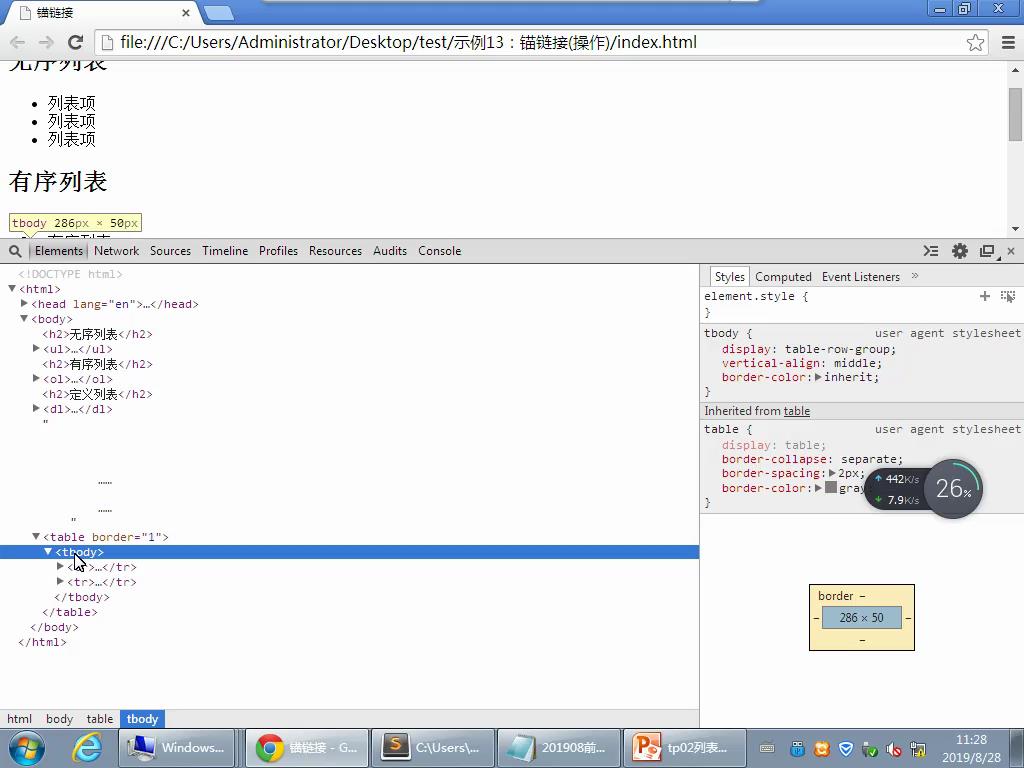 锚链接
file:///C:/Users/Administrator/Desktop/test/示例13：锚链接(操作)/index.html
无序列表
列表项
列表项
列表项
有序列表
tbody 286px × 50px
Elements Network Sources Timeline Profiles Resources Audits Console
<!DOCTYPE html>
<html>
<head lang="en">…</head>
<body>
<h2>无序列表</h2>
<ul>…</ul>
<h2>有序列表</h2>
<ol>…</ol>
<h2>定义列表</h2>
<dl>…</dl>
"
……
……
"
<table border="1">
<tbody>
…</tr>
<tr>…</tr>
</tbody>
</table>
</body>
</html>
html body table tbody
Styles Computed Event Listeners »
element.style {
}
tbody { user agent stylesheet
display: table-row-group;
vertical-align: middle;
border-color: inherit;
}
Inherited from table
table { user agent stylesheet
display: table;
border-collapse: separate;
border-spacing: 2px;
border-color: gray
}
442K/s
7.9K/s
26%
border –
– 286 × 50 –
–
Windows...
锚链接 - G...
C:\Users\...
201908前...
tp02列表...
11:28
2019/8/28